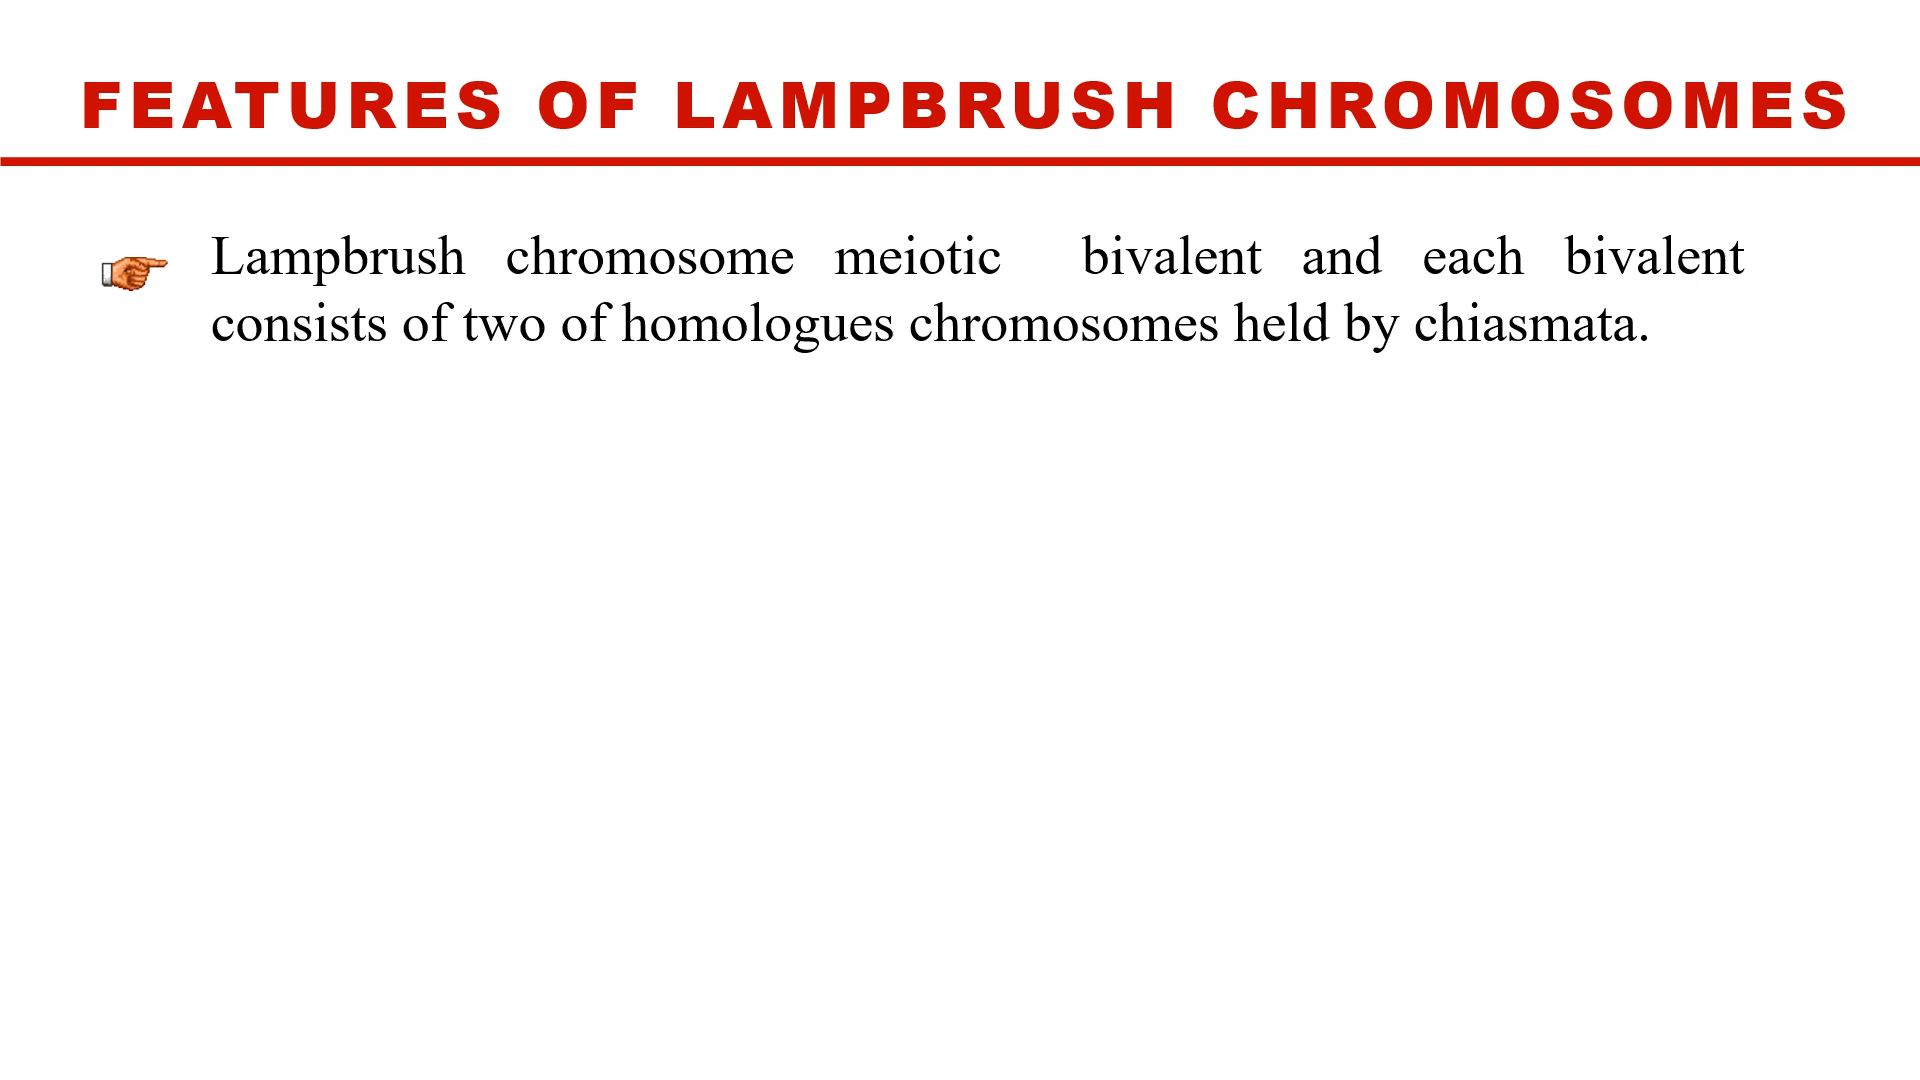 FEATURES OF LAMPBRUSH CHROMOSOMES
Lampbrush chromosome meiotic bivalent and each bivalent
consists of two of homologues chromosomes held by chiasmata.